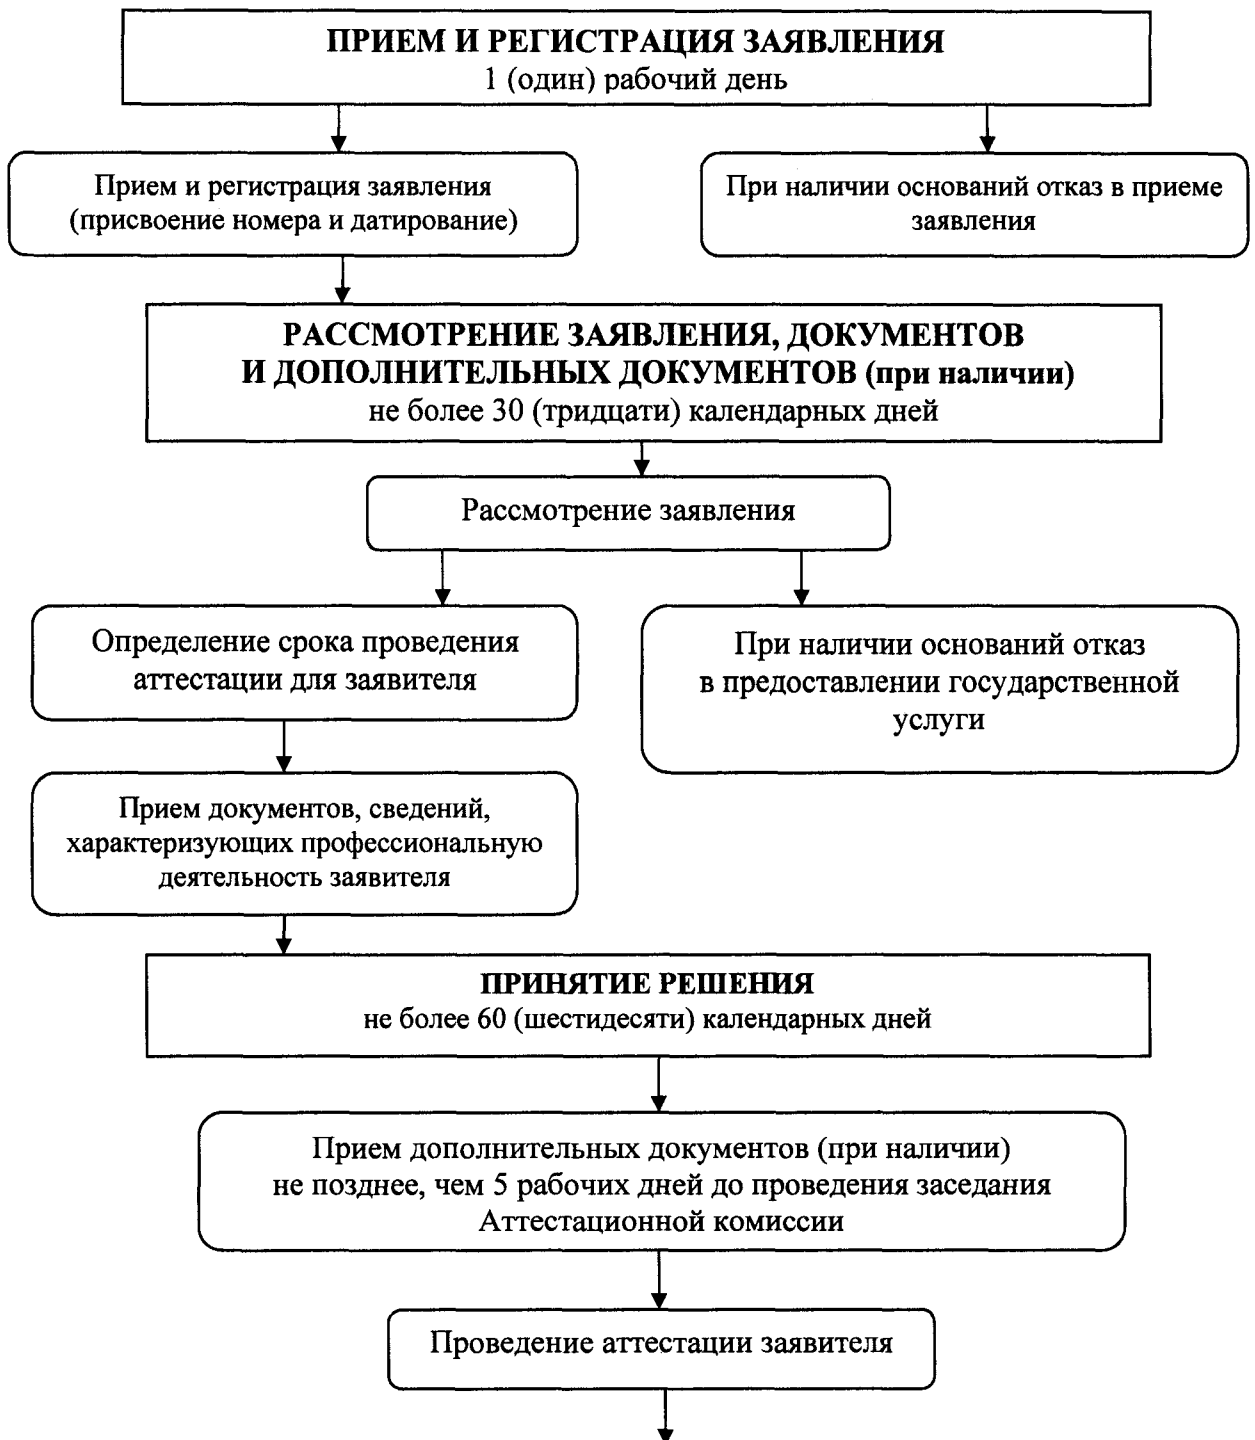 ПРИЕМ И РЕГИСТРАЦИЯ ЗАЯВЛЕНИЯ
1 (один) рабочий день
Прием и регистрация заявления
(присвоение номера и датирование)
При наличии оснований отказ в приеме
заявления
РАССМОТРЕНИЕ ЗАЯВЛЕНИЯ, ДОКУМЕНТОВ
И ДОПОЛНИТЕЛЬНЫХ ДОКУМЕНТОВ (при наличии)
не более 30 (тридцати) календарных дней
Рассмотрение заявления
Определение срока проведения
аттестации для заявителя
При наличии оснований отказ
в предоставлении государственной
услуги
Прием документов, сведений,
характеризующих профессиональную
деятельность заявителя
ПРИНЯТИЕ РЕШЕНИЯ
не более 60 (шестидесяти) календарных дней
Прием дополнительных документов (при наличии)
не позднее, чем 5 рабочих дней до проведения заседания
Аттестационной комиссии
Проведение аттестации заявителя